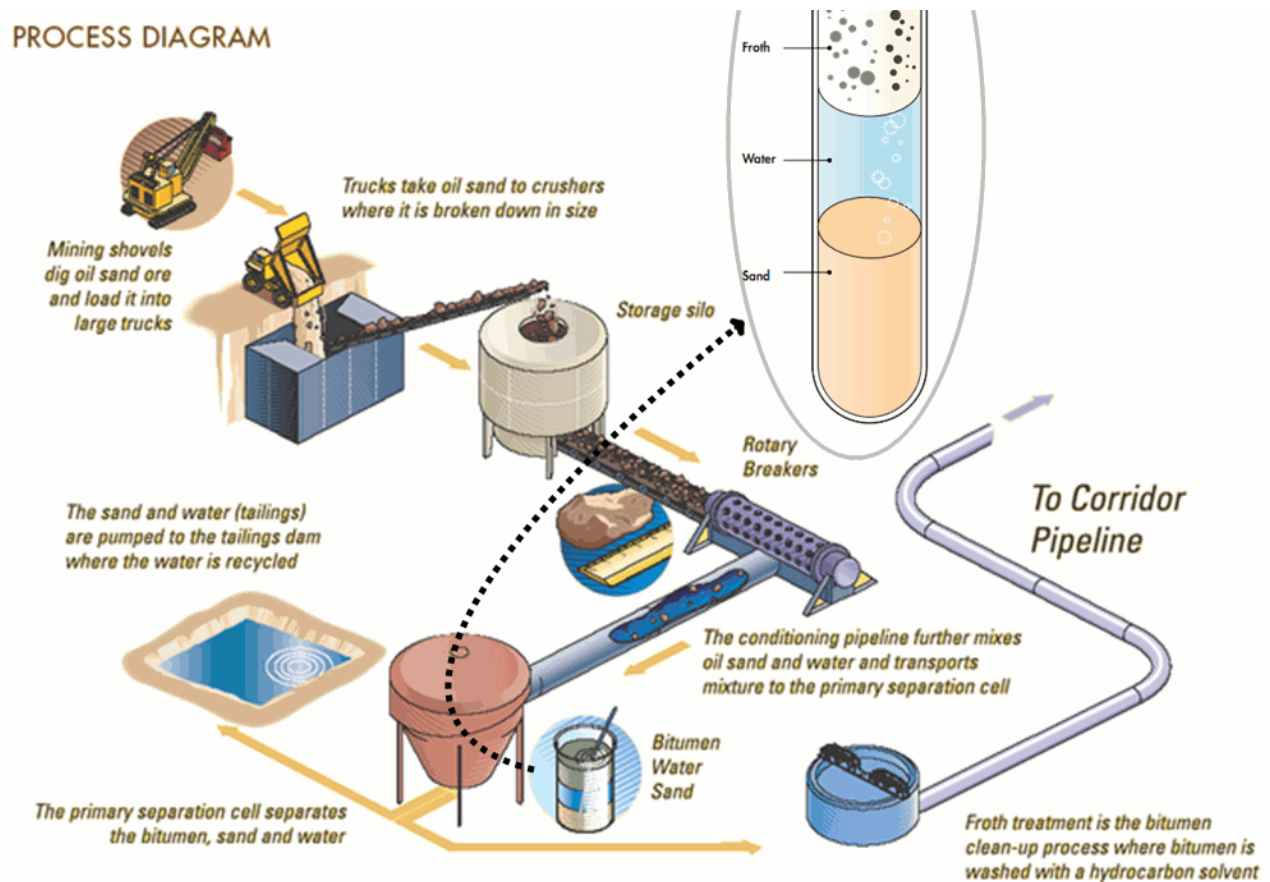 PROCESS DIAGRAM
Froth
Water
Sand
Trucks take oil sand to crushers
where it is broken down in size
Mining shovels
dig oil sand ore
and load it into
large trucks
Storage silo
Rotary
Breakers
To Corridor
Pipeline
The sand and water (tailings)
are pumped to the tailings dam
where the water is recycled
The conditioning pipeline further mixes
oil sand and water and transports
mixture to the primary separation cell
Bitumen
Water
Sand
The primary separation cell separates
the bitumen, sand and water
Froth treatment is the bitumen
clean-up process where bitumen is
washed with a hydrocarbon solvent